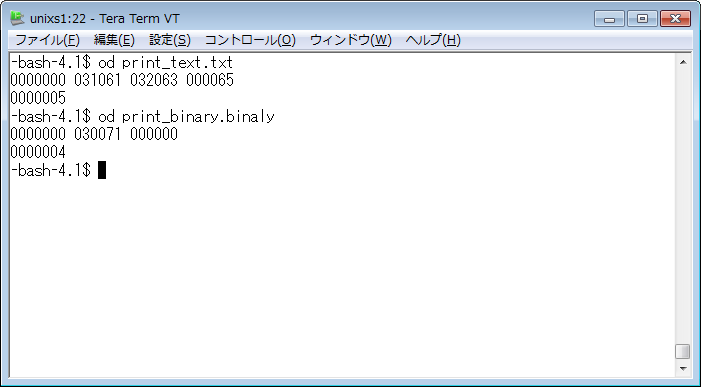 unixs1:22 - Tera Term VT
ファイル(F) 編集(E) 設定(S) コントロール(O) ウィンドウ(W) ヘルプ(H)
-bash-4.1$ od print_text.txt
0000000 031061 032063 000065
0000005
-bash-4.1$ od print_binary.binaly
0000000 030071 000000
0000004
-bash-4.1$